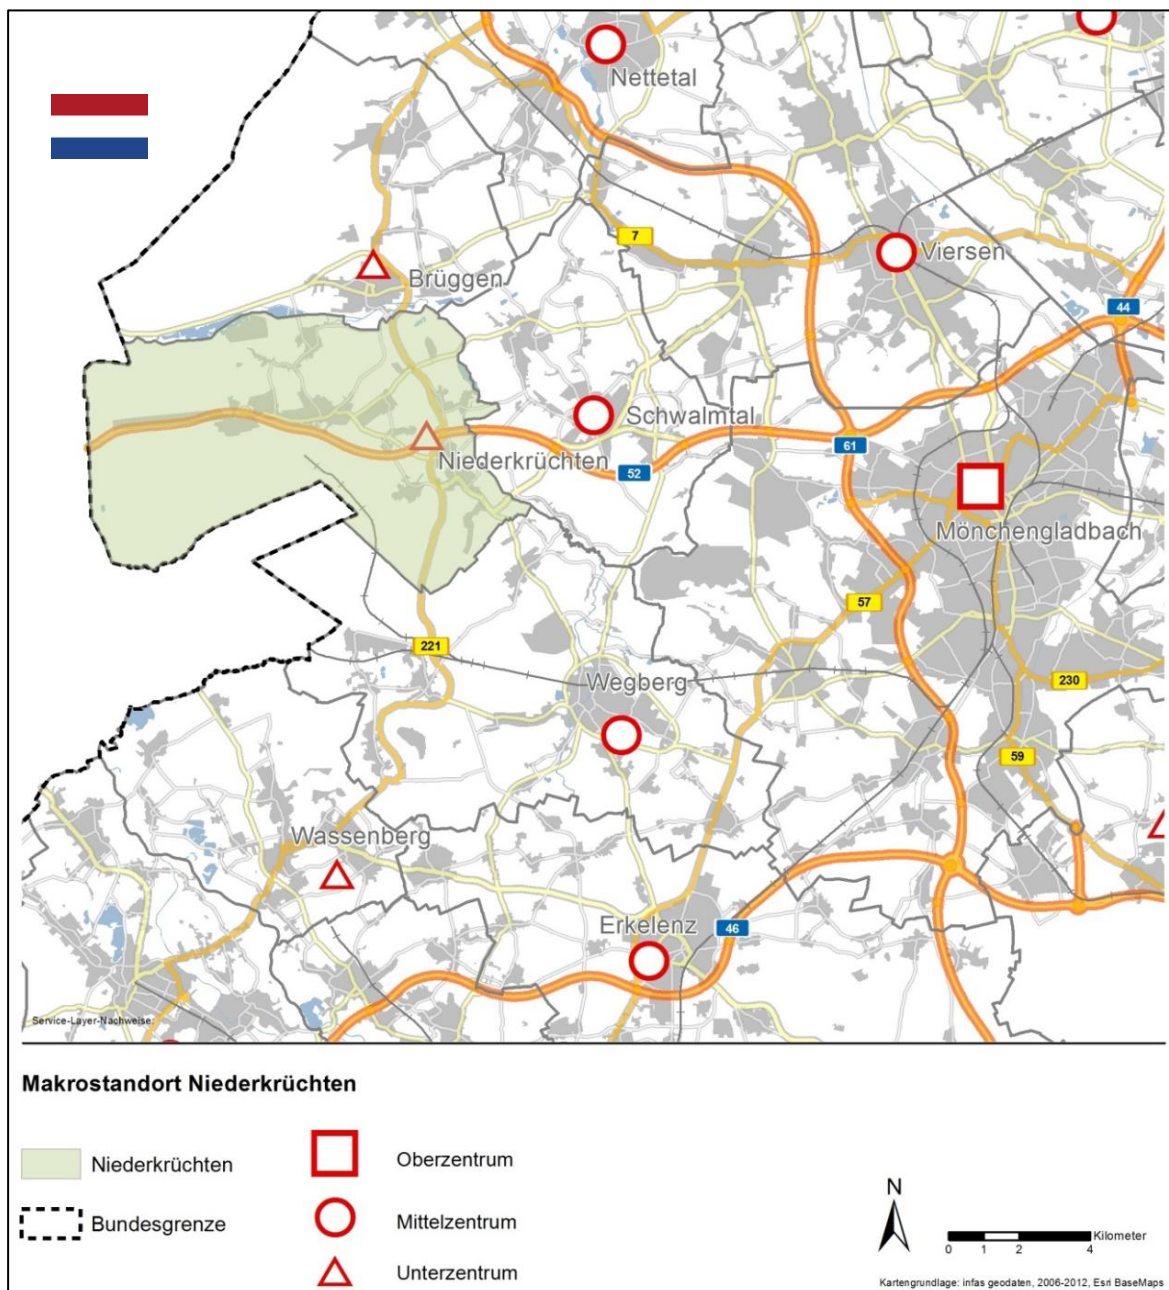 Nettetal
7
Viersen
Brüggen
44
Schwalmtal
61
Niederkrüchten
52
Mönchengladbach
57
221
Wegberg
230
59
Wassenberg
Erkelenz
46
Service-Layer-Nachweise:
Makrostandort Niederkrüchten
Niederkrüchten
Oberzentrum
Bundesgrenze
Mittelzentrum
Unterzentrum
N
Kilometer
0 1 2 4
Kartengrundlage: infas geodaten, 2006-2012, Esri BaseMaps